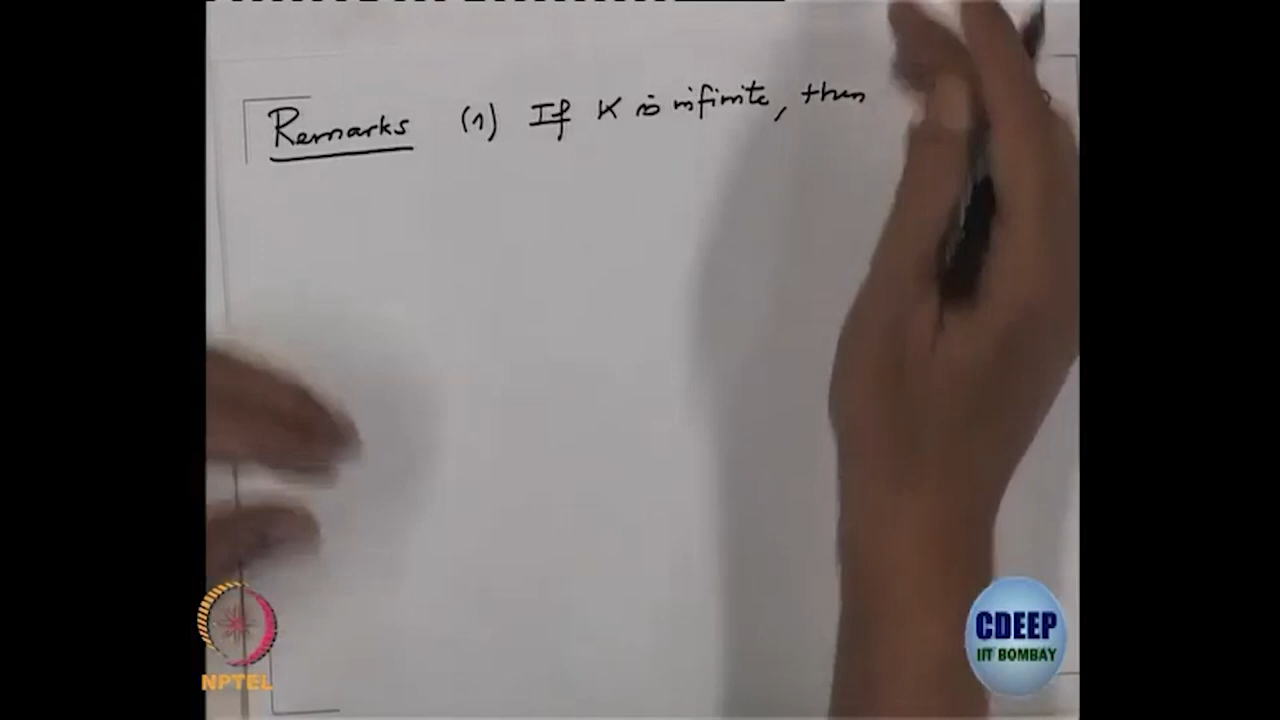 Remarks (1) If K is infinite, then
NPTEL
CDEEP
IIT BOMBAY